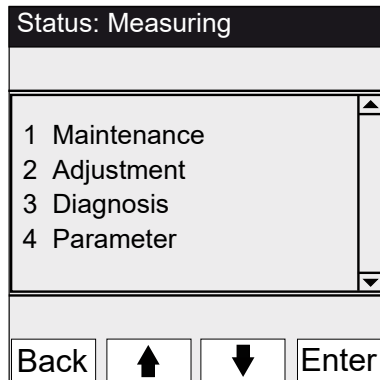 Status: Measuring
1 Maintenance
2 Adjustment
3 Diagnosis
4 Parameter
Back Enter